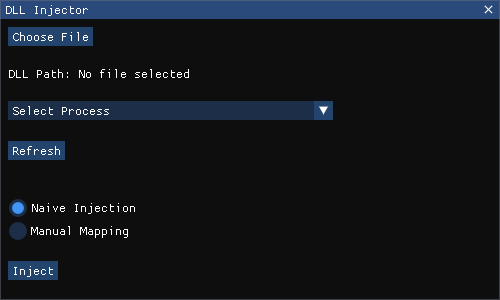 DLL Injector
Choose File
DLL Path: No file selected
Select Process
Refresh
Naive Injection
Manual Mapping
Inject